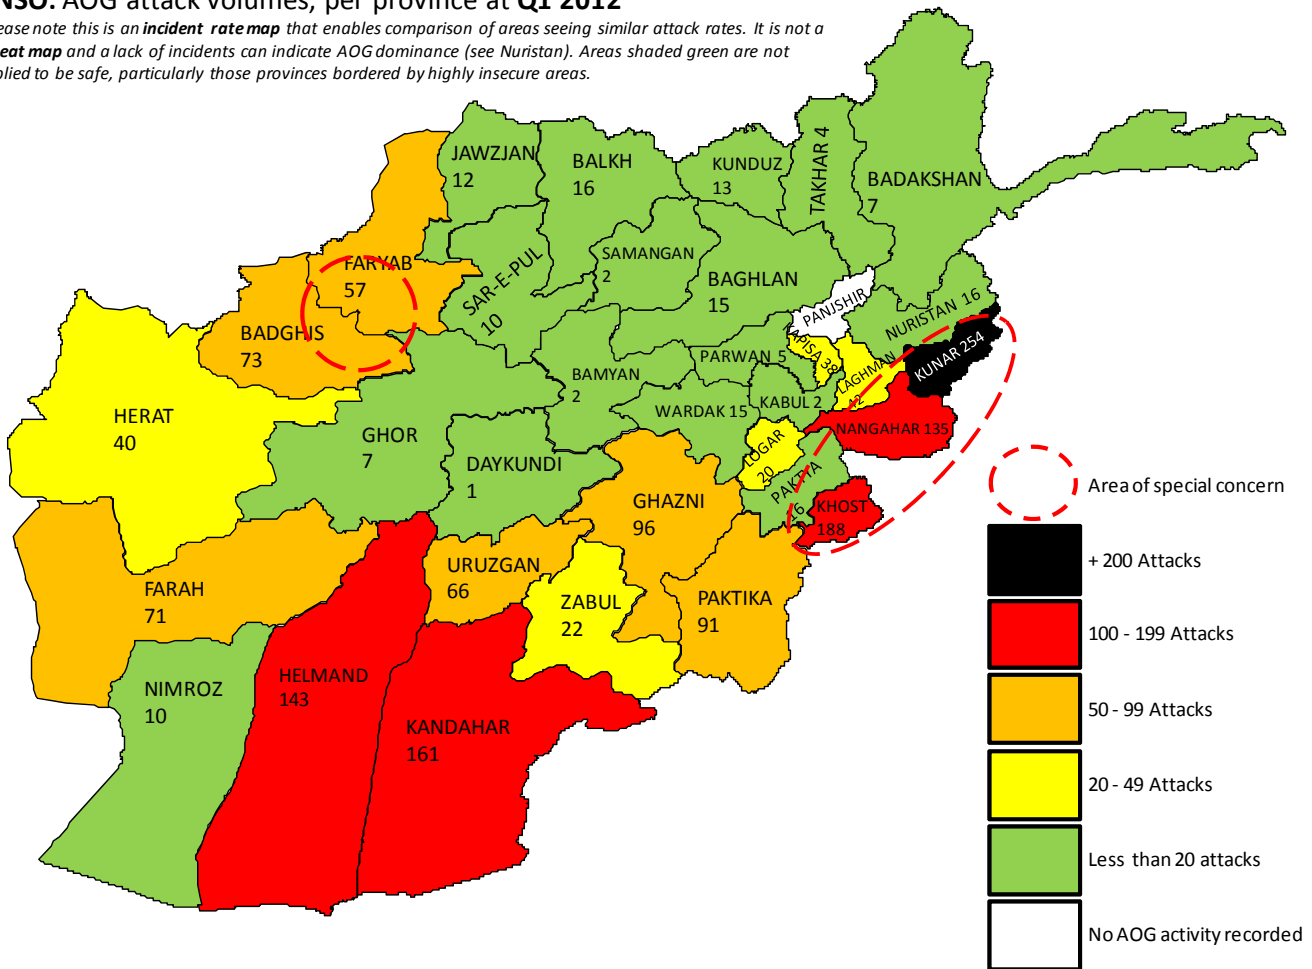 NSO: AOG attack volumes, per province at Q1 2012
ease note this is an incident rate map that enables comparison of areas seeing similar attack rates. It is not a
eat map and a lack of incidents can indicate AOG dominance (see Nuristan). Areas shaded green are not
plied to be safe, particularly those provinces bordered by highly insecure areas.
JAWZJAN
12
BALKH
16
KUNDUZ
13
TAKHAR 4
BADAKSHAN
7
FARYAB
57
SAR-E-PUL
10
SAMANGAN
2
BAGHLAN
15
PANJSHIR
NURISTAN 16
BADGHIS
73
PARWAN 5
APISA 38
LAGHMAN
42
KUNAR 254
BAMYAN
2
HERAT
40
GHOR
7
DAYKUNDI
1
WARDAK 15
KABUL 2
NANGAHAR 135
LOGAR
20
PAKTYA
16
KHOST
188
GHAZNI
96
Area of special concern
+ 200 Attacks
FARAH
71
URUZGAN
66
ZABUL
22
PAKTIKA
91
100 - 199 Attacks
NIMROZ
10
HELMAND
143
KANDAHAR
161
50 - 99 Attacks
20 - 49 Attacks
Less than 20 attacks
No AOG activity recorded